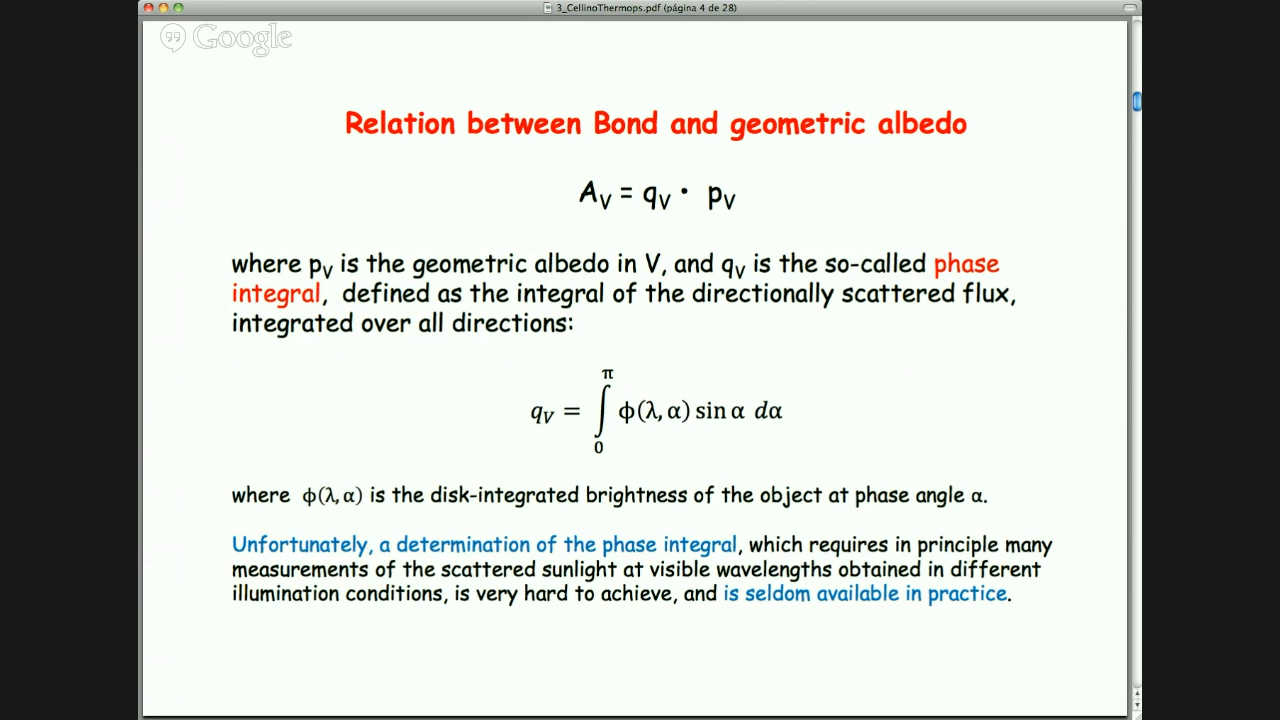 3_CellinoThermops.pdf (página 4 de 28)
Google
Relation between Bond and geometric albedo
A_V = q_V · p_V
where p_V is the geometric albedo in V, and q_V is the so-called phase
integral, defined as the integral of the directionally scattered flux,
integrated over all directions:
q_V = ∫_0^π ϕ(λ, α) sin α dα
where ϕ(λ, α) is the disk-integrated brightness of the object at phase angle α.
Unfortunately, a determination of the phase integral, which requires in principle many
measurements of the scattered sunlight at visible wavelengths obtained in different
illumination conditions, is very hard to achieve, and is seldom available in practice.